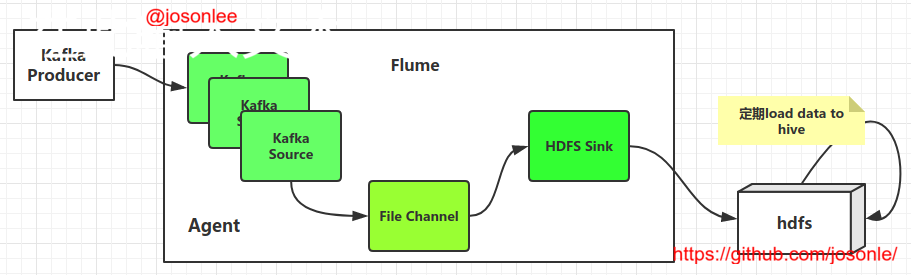 @josonlee
Kafka
Producer
Flume
Kafka
Kafka
Kafka
Source
HDFS Sink
File Channel
Agent
定期load data to
hive
hdfs
https://github.com/josonle/